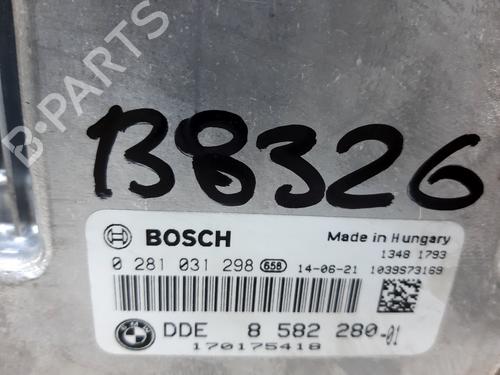 B-PARTS
138326
BOSCH
Made in Hungary
1348 1793
0 281 031 298 658 14-06-21 1039S73169
BMW
DDE 8 582 280-01
170175418